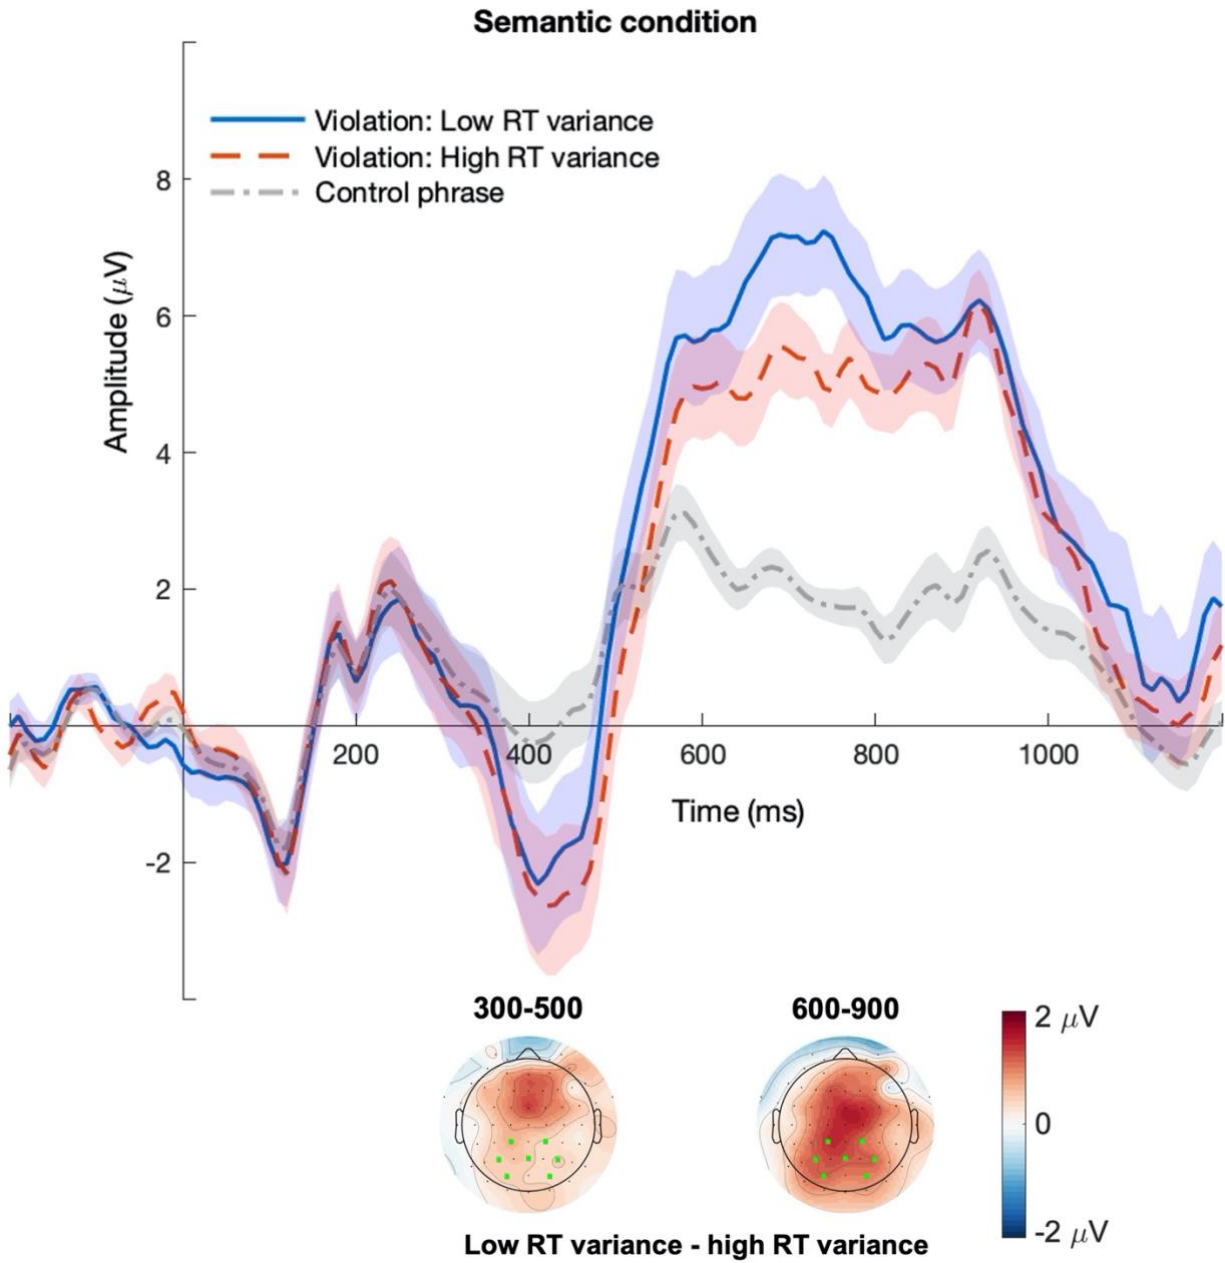 Semantic condition
Violation: Low RT variance
Violation: High RT variance
Control phrase
Amplitude (μV)
8
6
4
2
-2
200
400
600
800
1000
Time (ms)
300-500
600-900
2 μV
0
-2 μV
Low RT variance - high RT variance